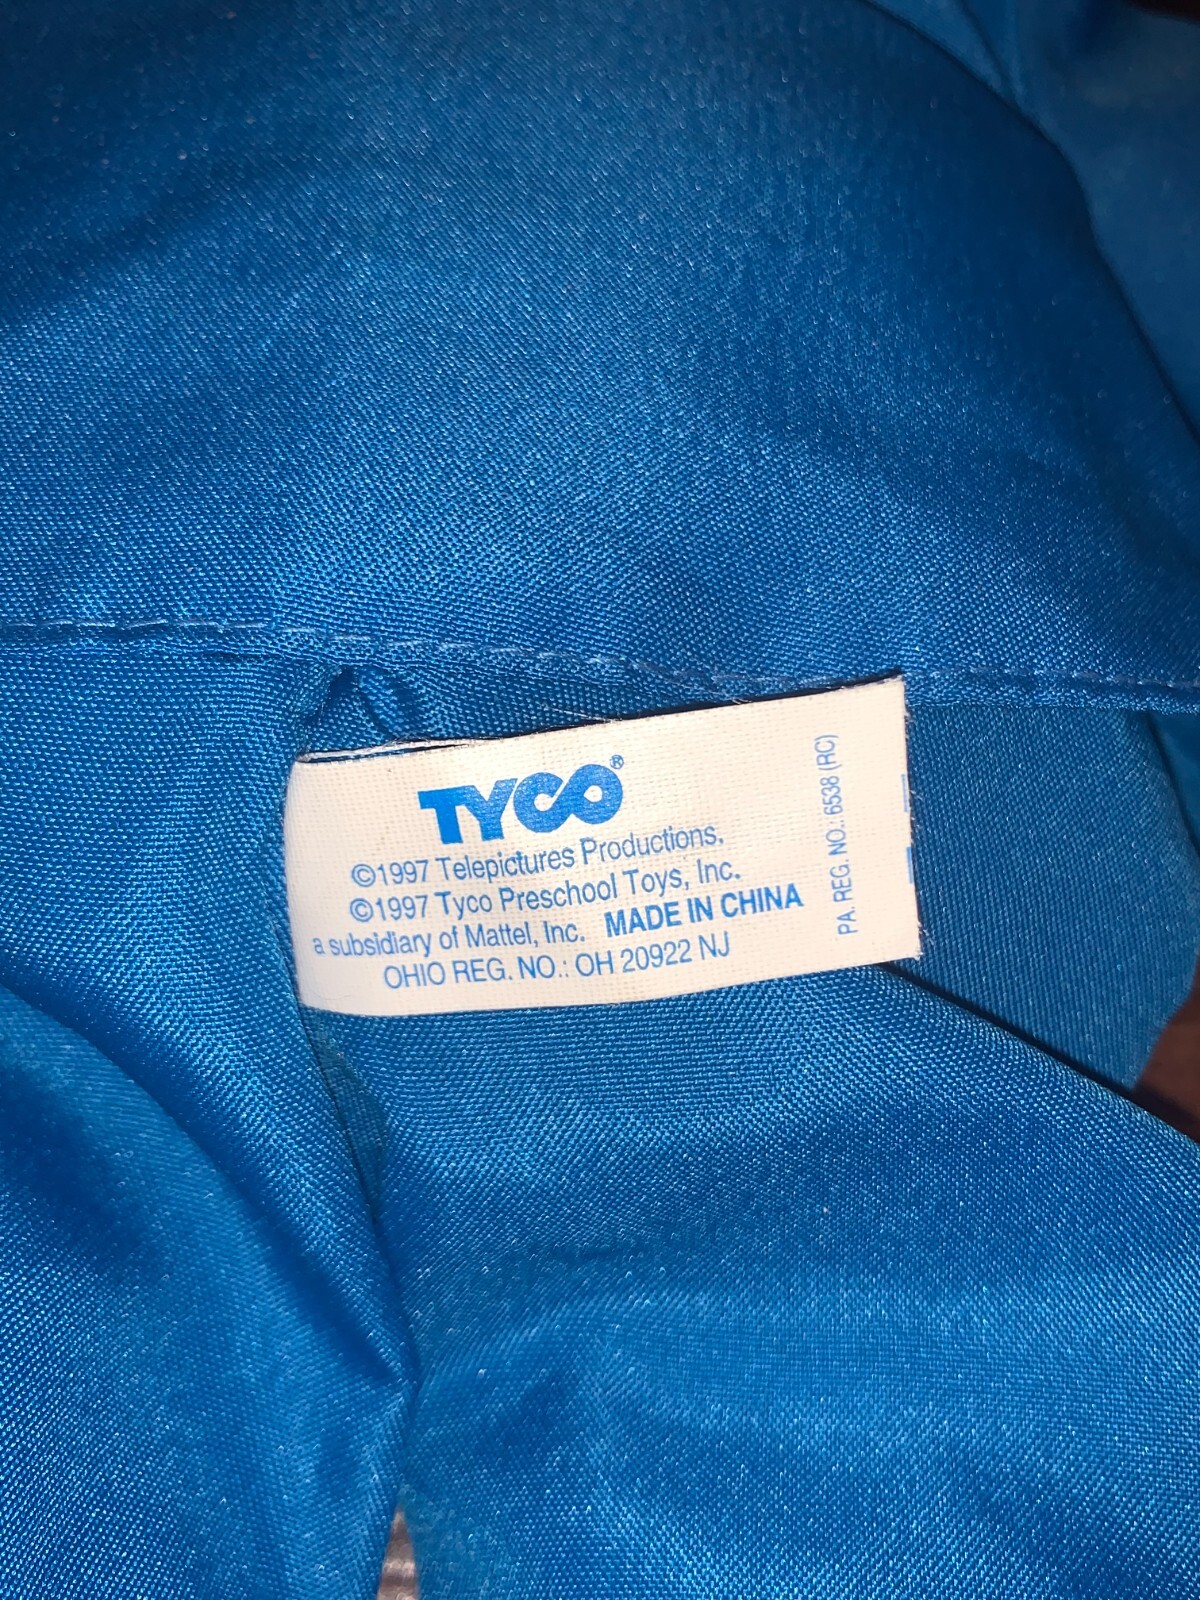 TYCO®
©1997 Telepictures Productions.
©1997 Tyco Preschool Toys, Inc.
a subsidiary of Mattel, Inc. MADE IN CHINA
OHIO REG. NO.: OH 20922 NJ
PA. REG. NO.: 6538 (RC)